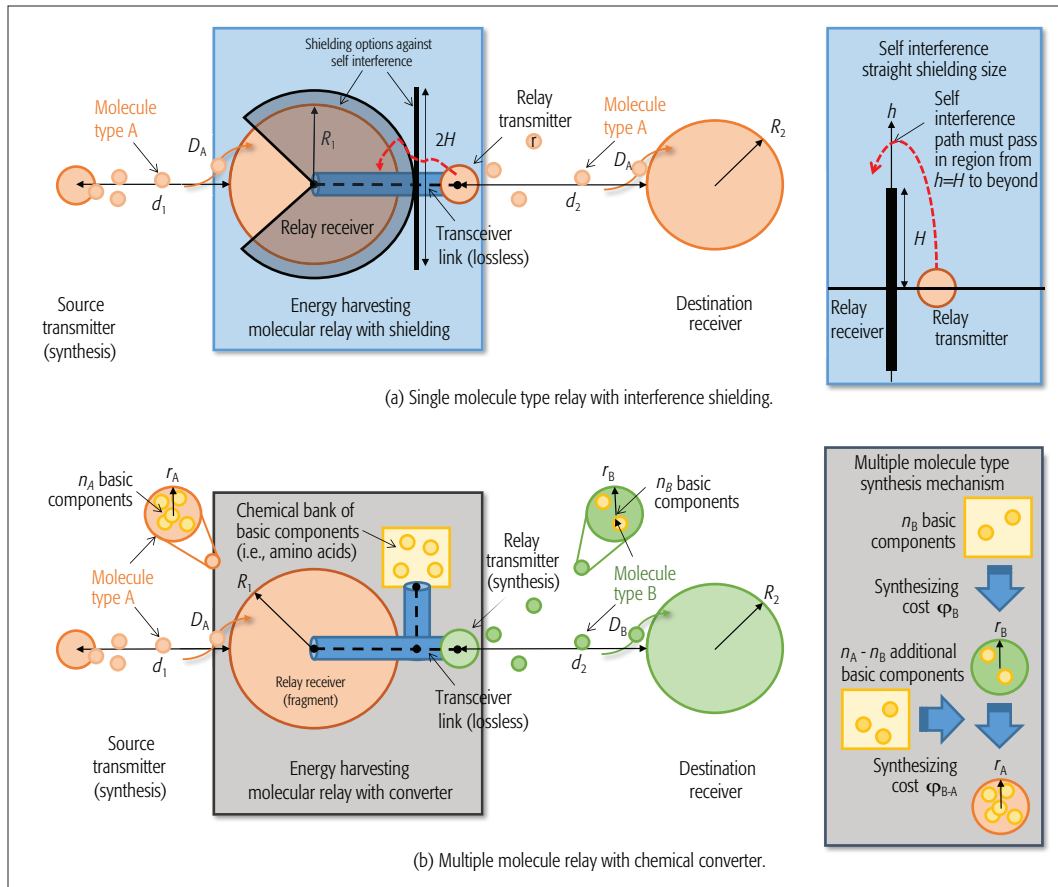 Shielding options against
self interference
Molecule
type A
D_A
R_1
2H
Relay
transmitter
r
Molecule
type A
D_A
R_2
d_1
d_2
Relay receiver
Transceiver
link (lossless)
Source
transmitter
(synthesis)
Energy harvesting
molecular relay with shielding
Destination
receiver
Self interference
straight shielding size
h
Self
interference
path must pass
in region from
h=H to beyond
H
Relay
receiver
Relay
transmitter
(a) Single molecule type relay with interference shielding.
n_A basic
components
r_A
Chemical bank of
basic components
(i.e., amino acids)
r_B
n_B basic
components
Molecule
type A
R_1
D_A
d_1
Relay
transmitter
(synthesis)
Molecule
type B
D_B
d_2
R_2
Relay receiver
(fragment)
Transceiver
link (lossless)
Source
transmitter
(synthesis)
Energy harvesting
molecular relay with converter
Destination
receiver
Multiple molecule type
synthesis mechanism
n_B basic
components
Synthesizing
cost φ_B
r_B
n_A - n_B additional
basic components
Synthesizing
cost φ_B-A
r_A
(b) Multiple molecule relay with chemical converter.